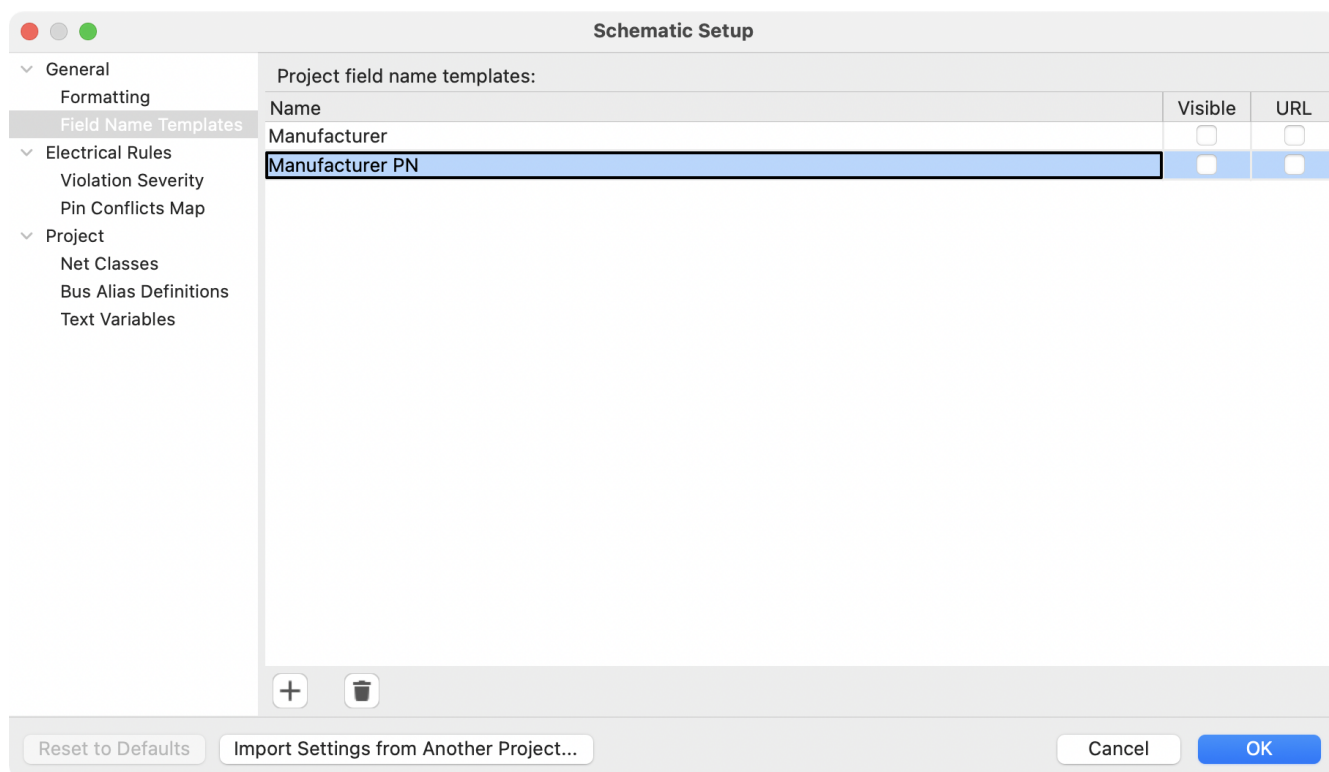 Schematic Setup
General
Formatting
Field Name Templates
Electrical Rules
Violation Severity
Pin Conflicts Map
Project
Net Classes
Bus Alias Definitions
Text Variables
Project field name templates:
Name Visible URL
Manufacturer
Manufacturer PN
Reset to Defaults Import Settings from Another Project... Cancel OK